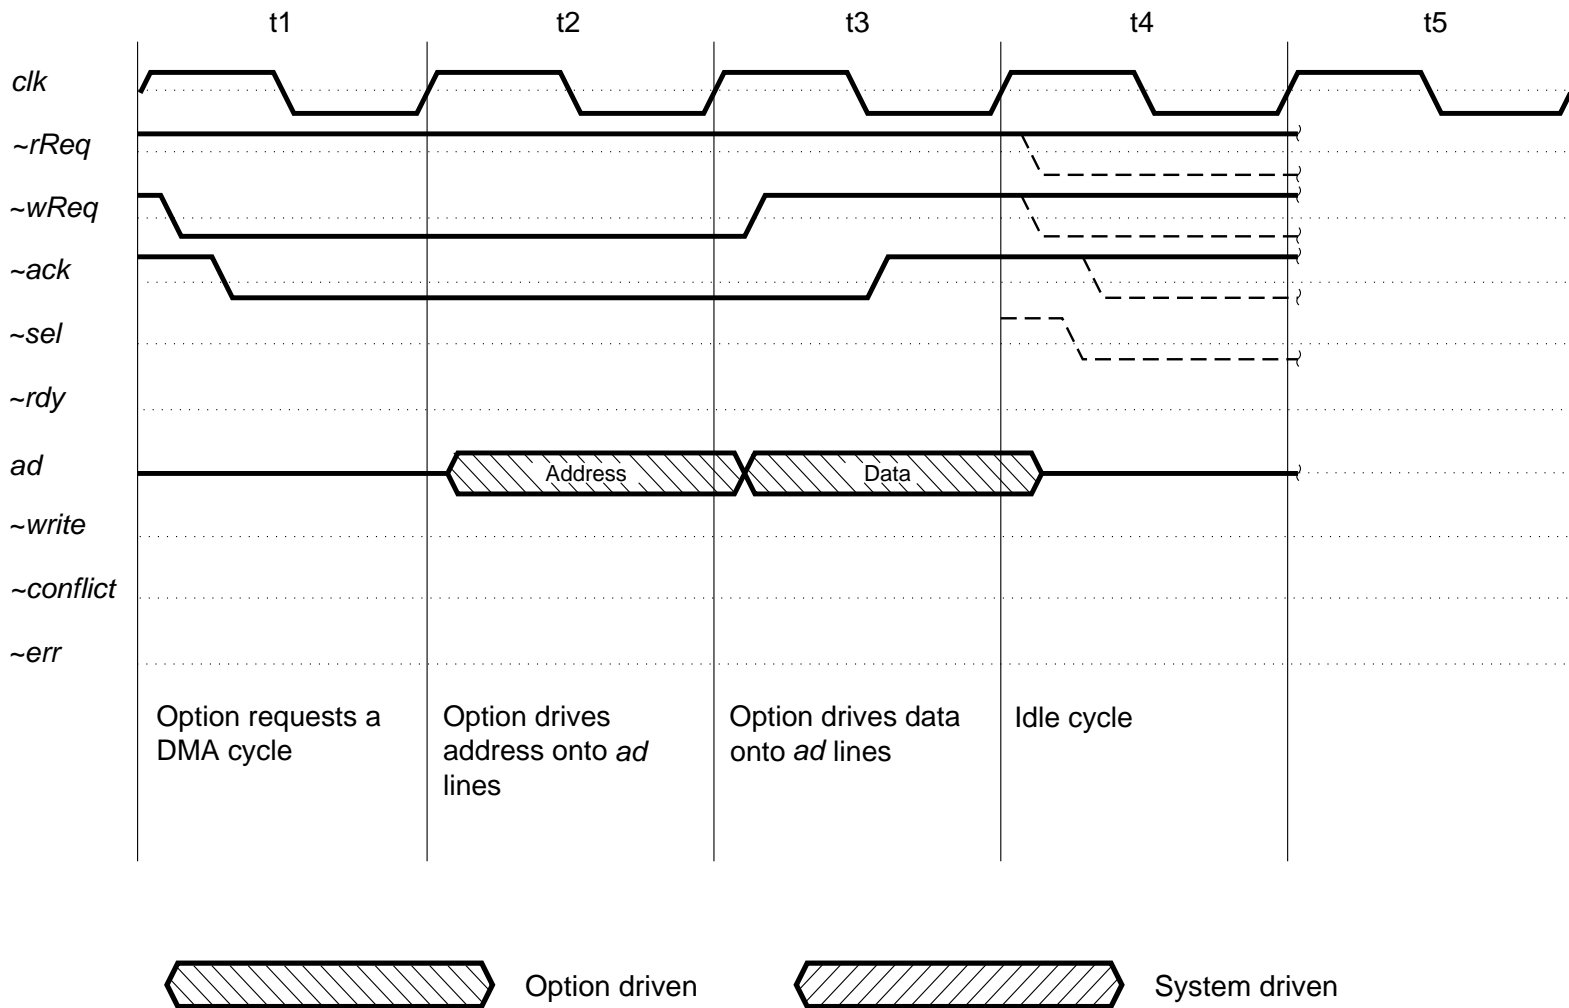 t1 t2 t3 t4 t5
clk
~rReq
~wReq
~ack
~sel
~rdy
ad
Address Data
~write
~conflict
~err
Option requests a
DMA cycle
Option drives
address onto ad
lines
Option drives data
onto ad lines
Idle cycle
Option driven
System driven